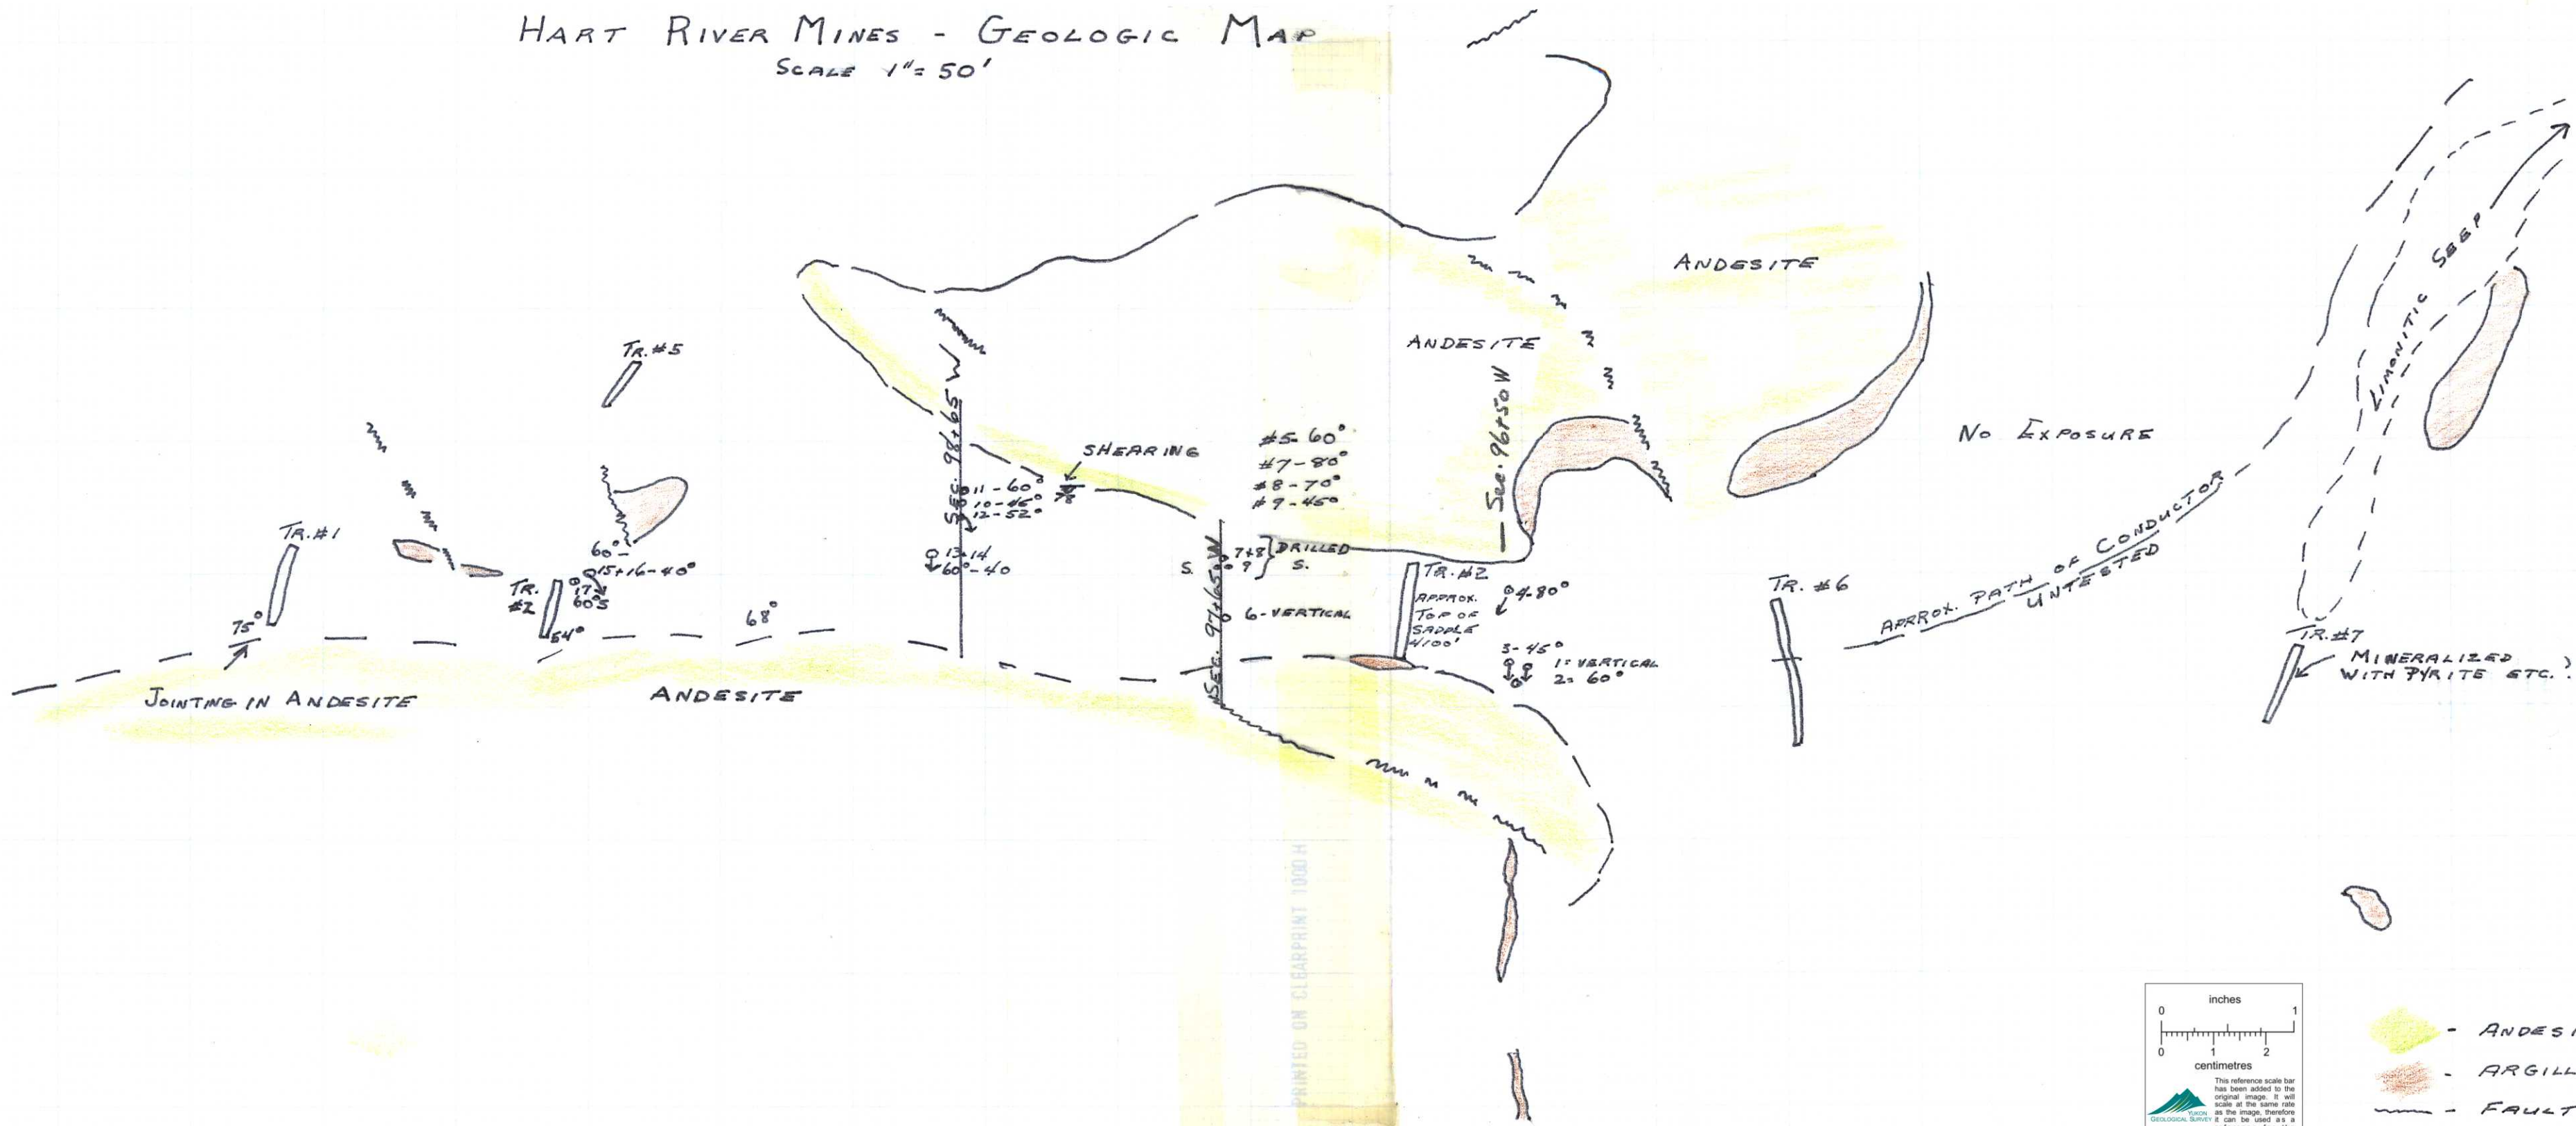 HART RIVER MINES - GEOLOGIC MAP
SCALE 1"= 50'
ANDESITE
SEEP
LIMONITIC
ANDESITE
TR. #5
SEC. 98+65 W
SEC. 96+50 W
NO EXPOSURE
SHEARING
#5- 60°
#7-80°
#8-70°
#9-45°
11-60°
10-45°
12-52°
TR. #1
60°-
15+16-40°
17
60°S
TR.
#2
54°
13+14
60°-40
S.
7+8
9
DRILLED
S.
SEC. 97+65 W
6-VERTICAL
TR. #2
APPROX.
TOP OF
SADDLE
4100'
4-80°
TR. #6
APPROX. PATH OF CONDUCTOR
UNTESTED
75°
68°
3-45°
1= VERTICAL
2= 60°
TR. #7
MINERALIZED
WITH PYRITE ETC.
JOINTING IN ANDESITE
ANDESITE
PRINTED ON CLEARPRINT 1000H
inches
0 1
0 1 2
centimetres
This reference scale bar
has been added to the
original image. It will
scale at the same rate
as the image, therefore
it can be used as a
YUKON
GEOLOGICAL SURVEY
- ANDESI
- ARGILL
- FAULT